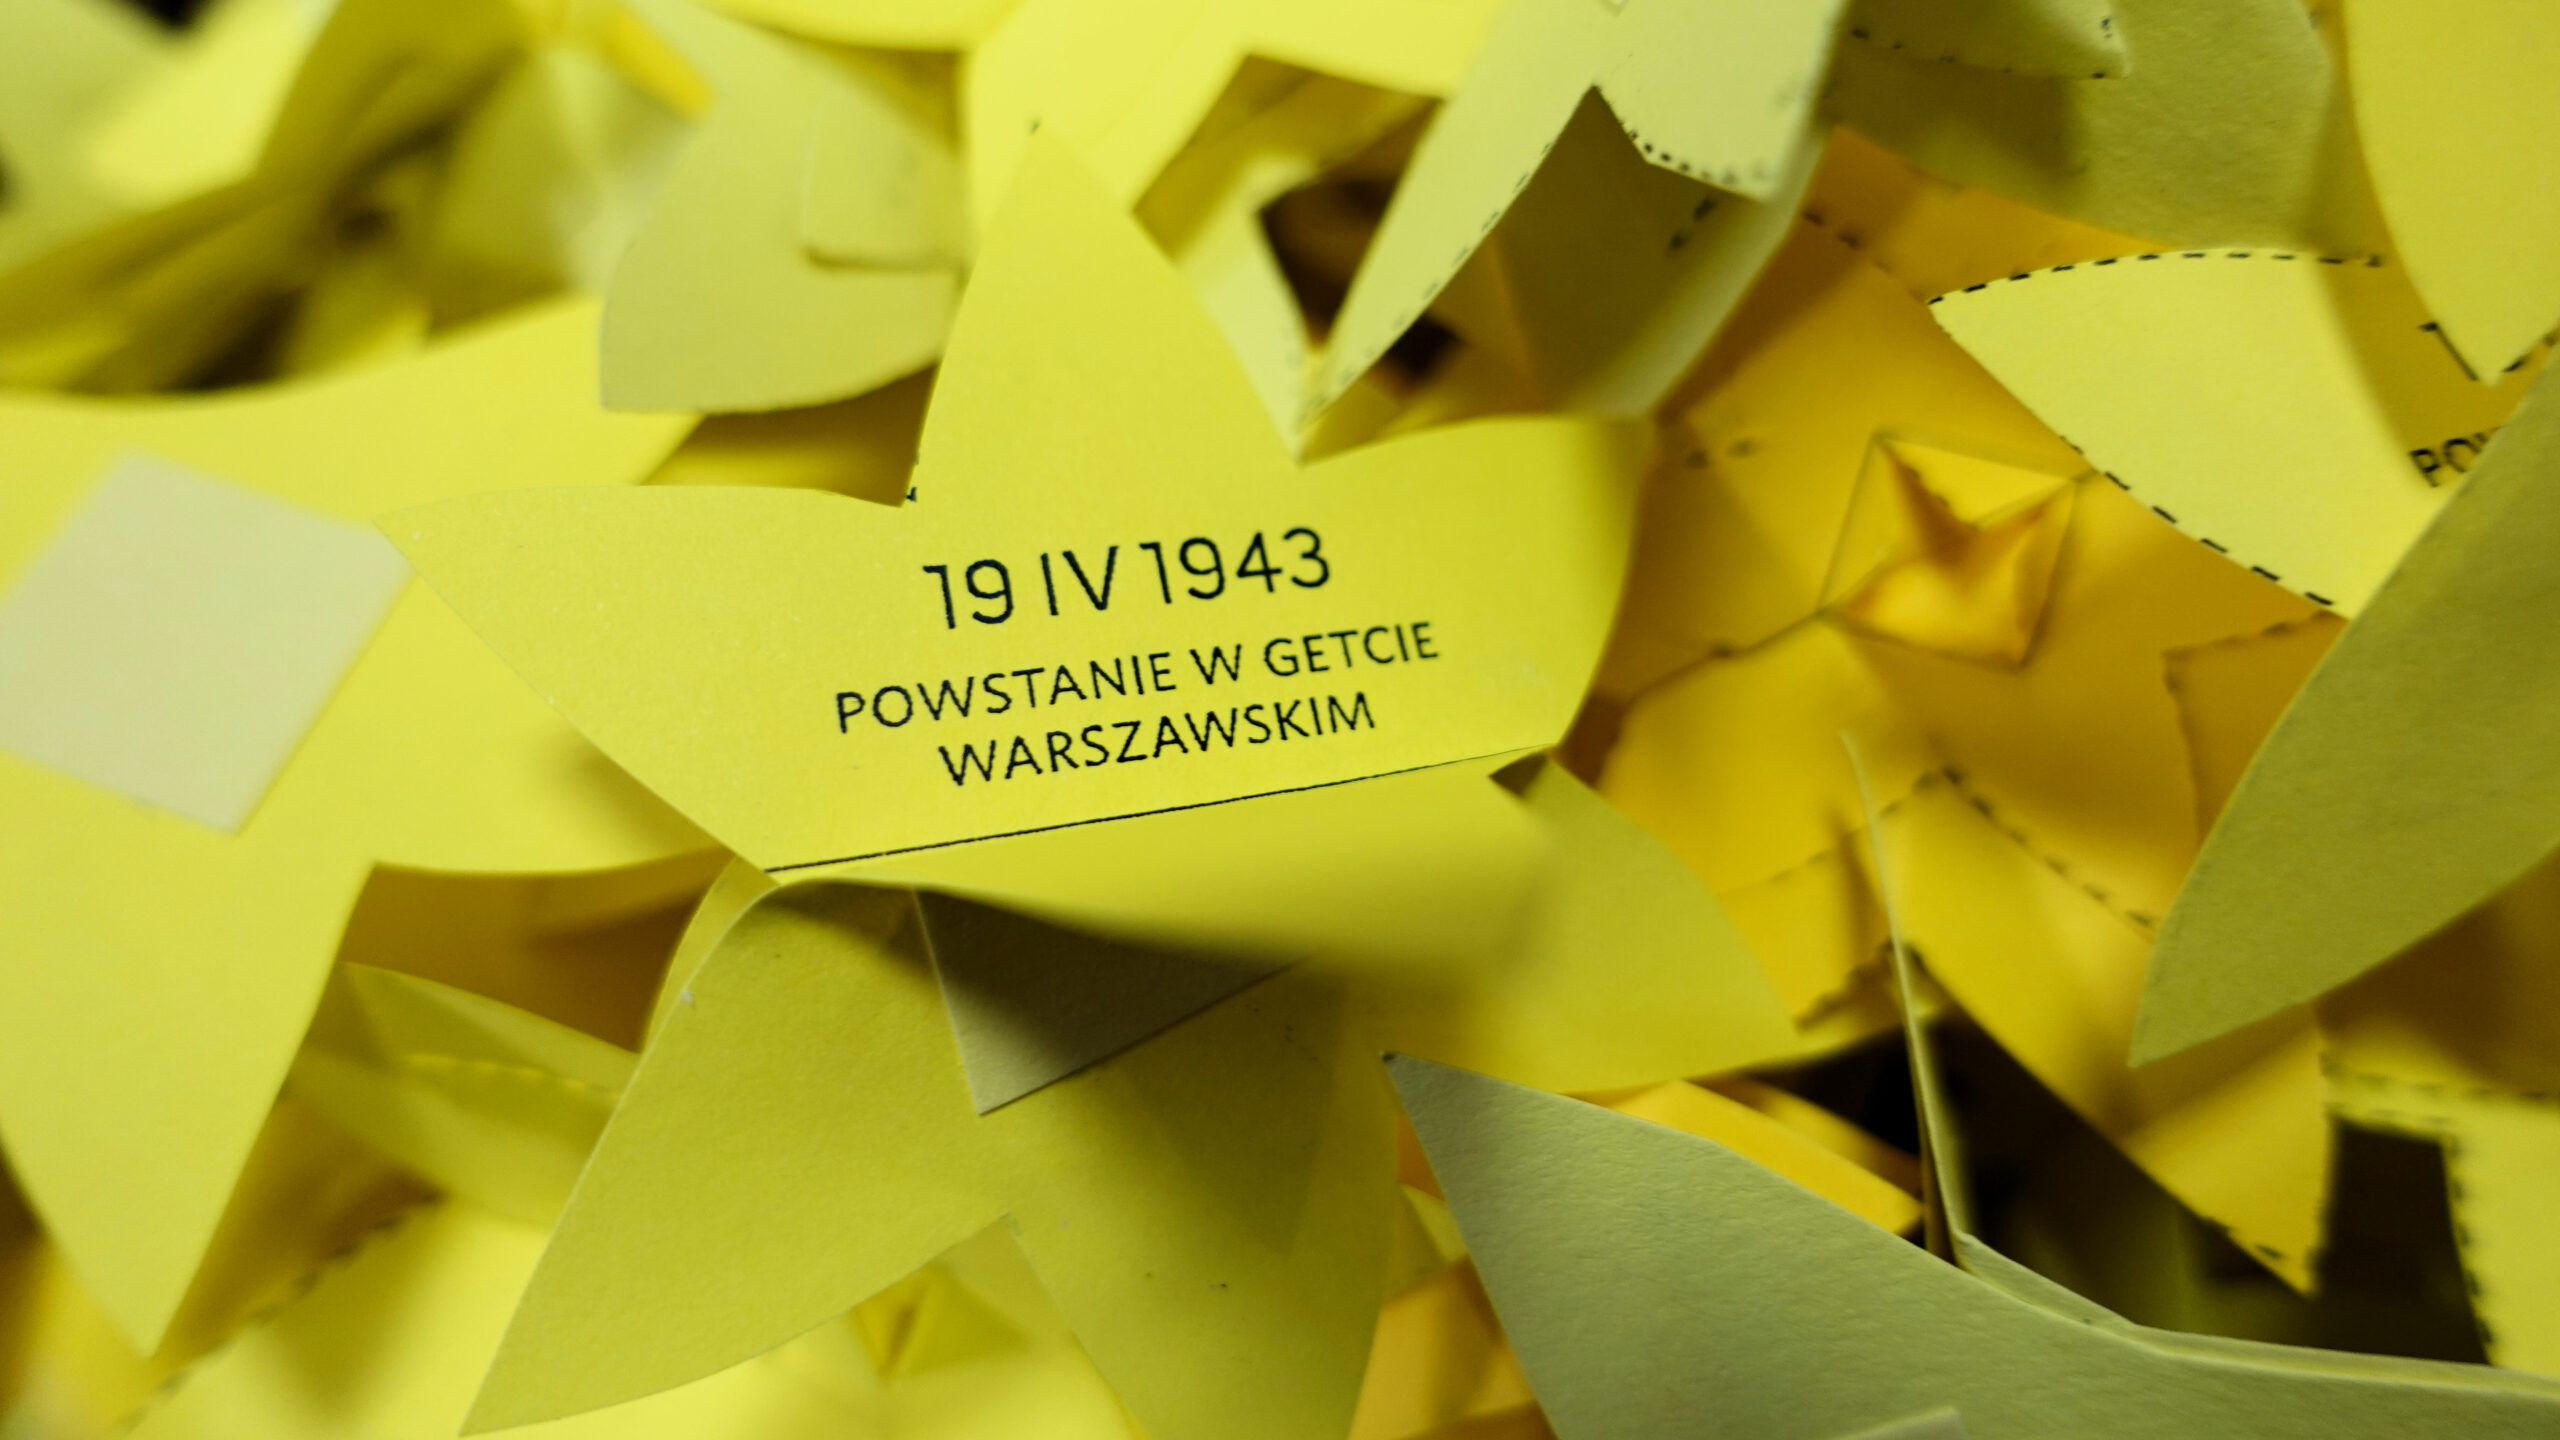 19 IV 1943
POWSTANIE W GETCIE
WARSZAWSKIM